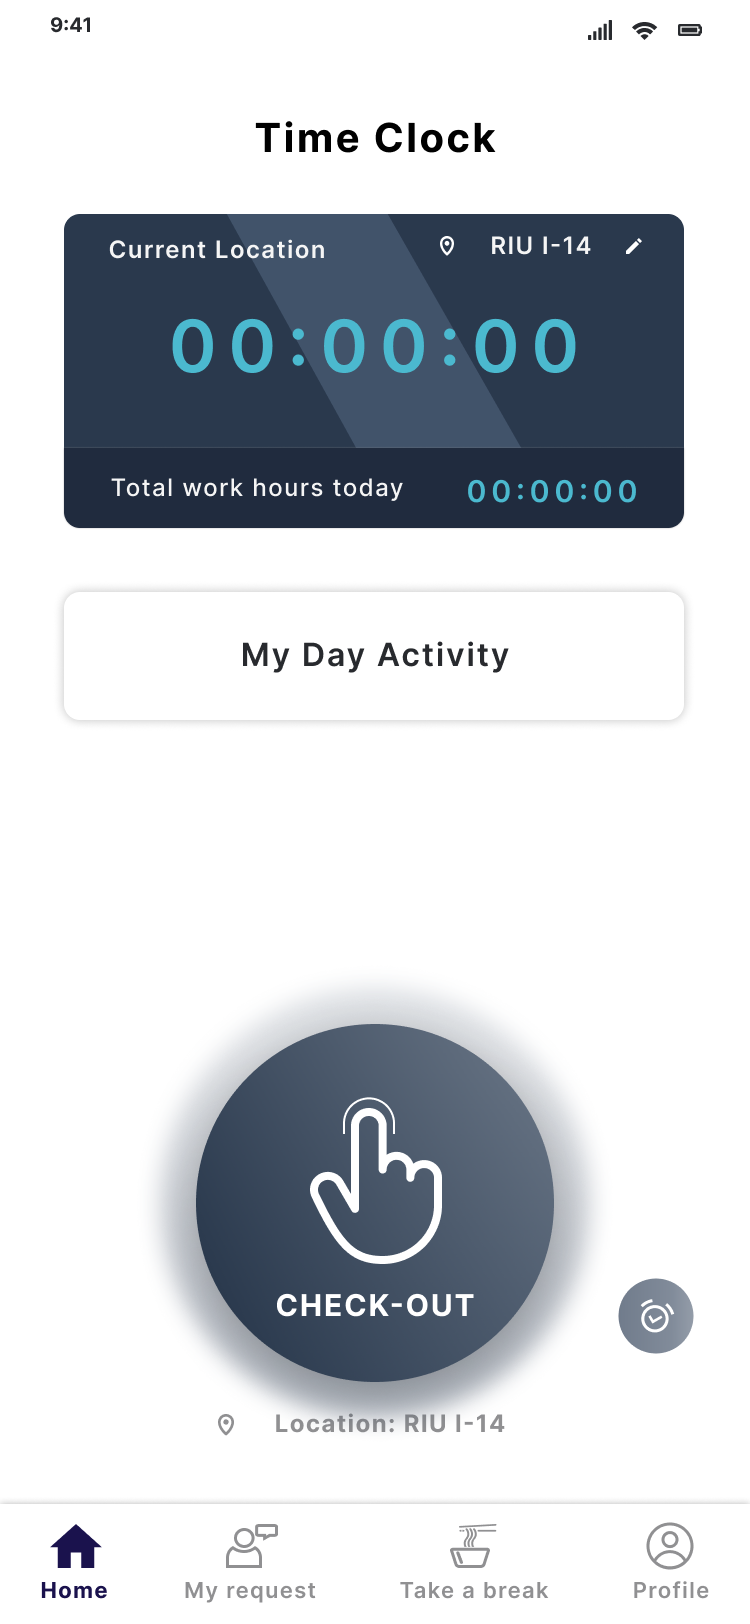 9:41
Time Clock
Current Location
RIU I-14
00:00:00
Total work hours today
00:00:00
My Day Activity
CHECK-OUT
Location: RIU I-14
Home
My request
Take a break
Profile